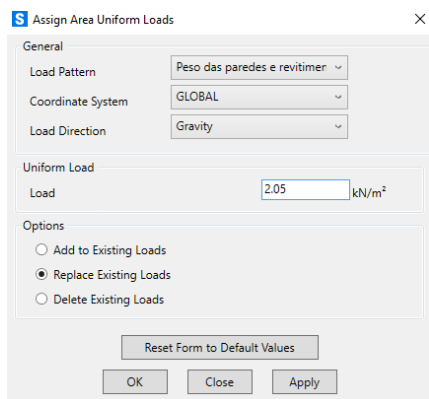 S Assign Area Uniform Loads
General
Load Pattern Peso das paredes e revitimer
Coordinate System GLOBAL
Load Direction Gravity
Uniform Load
Load 2.05 kN/m²
Options
Add to Existing Loads
Replace Existing Loads
Delete Existing Loads
Reset Form to Default Values
OK Close Apply